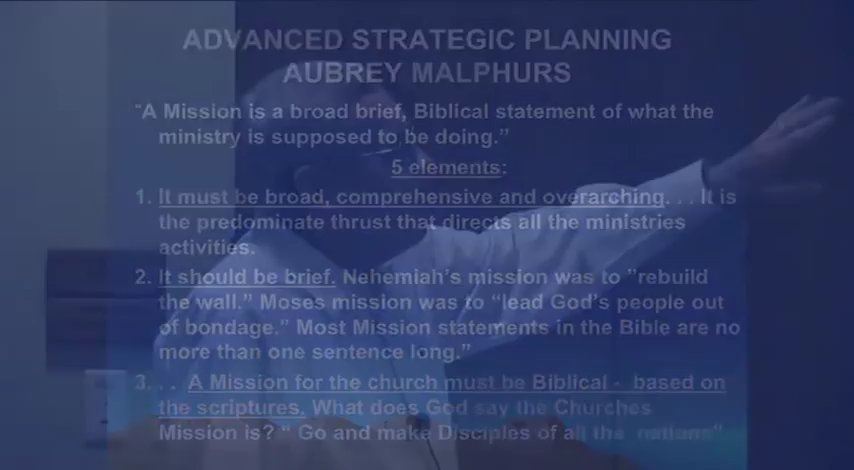 ADVANCED STRATEGIC PLANNING
AUBREY MALPHURS
"A Mission is a broad brief, Biblical statement of what the
ministry is supposed to be doing."
5 elements:
1. It must be broad, comprehensive and overarching. . . It is
the predominate thrust that directs all the ministries
activities.
2. It should be brief. Nehemiah's mission was to "rebuild
the wall." Moses mission was to "lead God's people out
of bondage." Most Mission statements in the Bible are no
more than one sentence long."
3. . . A Mission for the church must be Biblical - based on
the scriptures. What does God say the Churches
Mission is? " Go and make Disciples of all the nations"